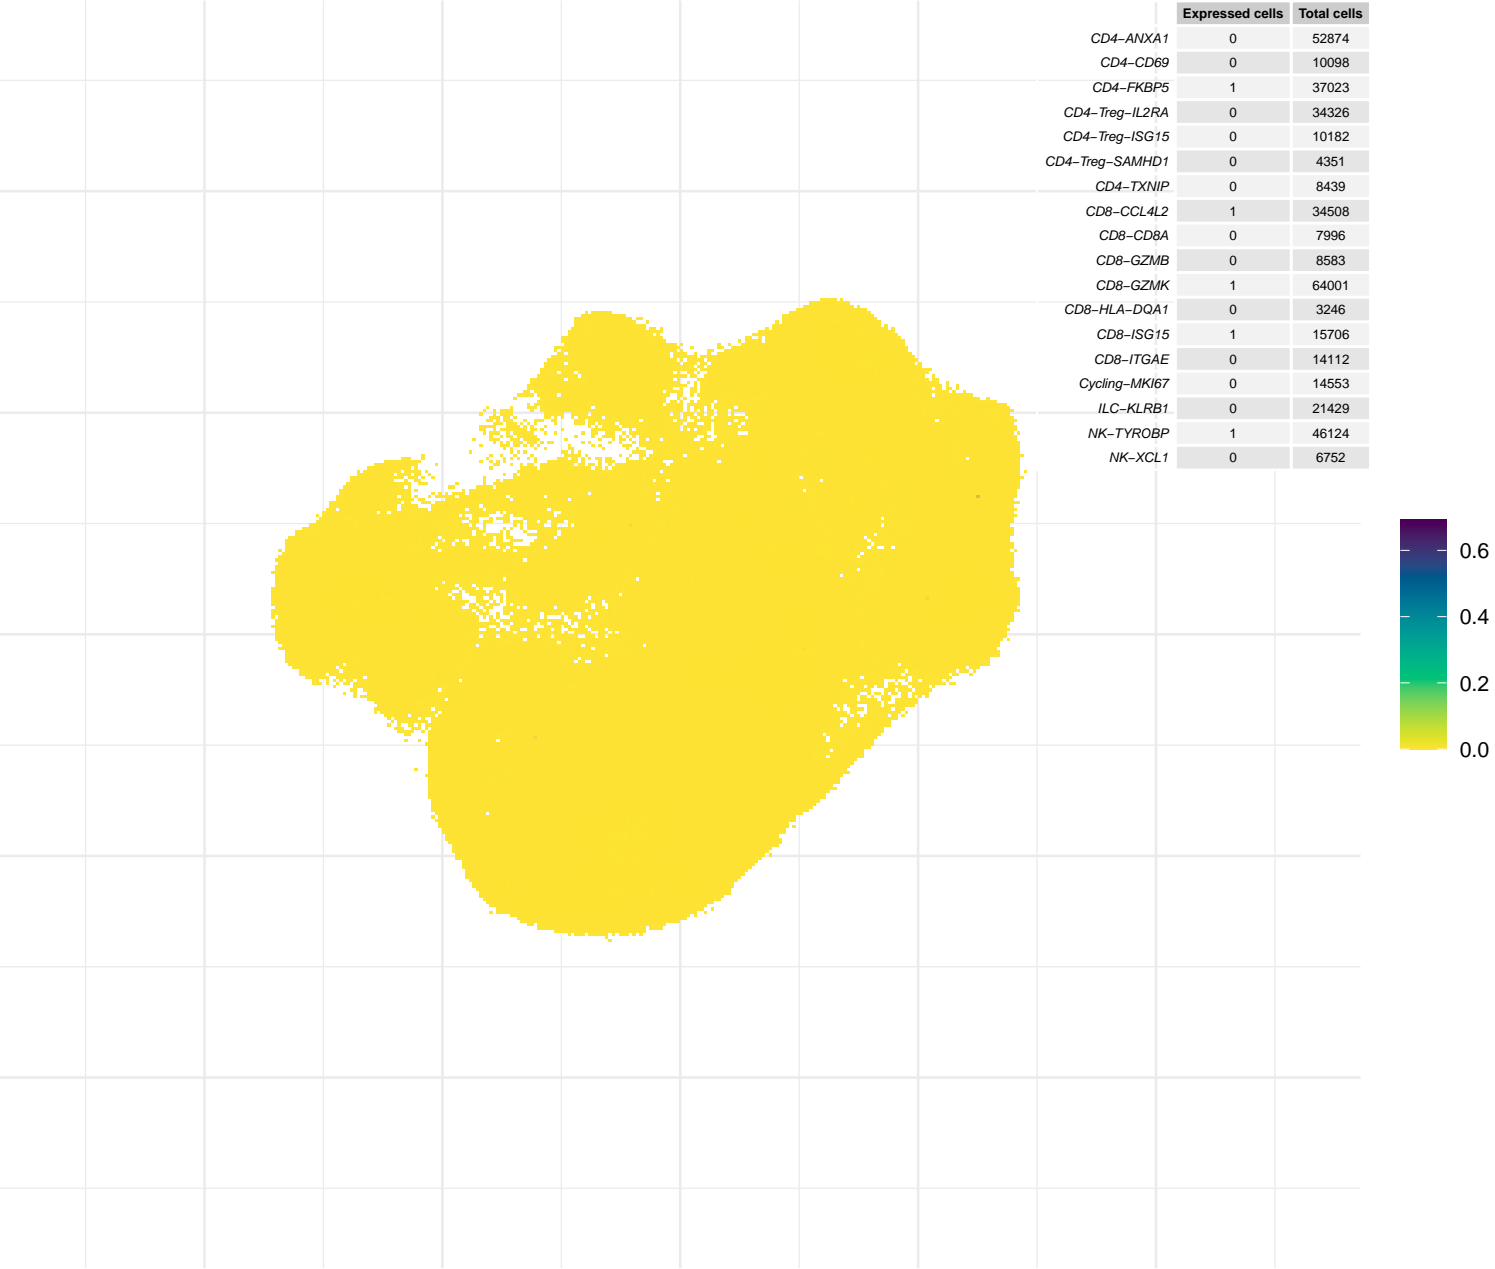 Expressed cells Total cells
CD4−ANXA1 0 52874
CD4−CD69 0 10098
CD4−FKBP5 1 37023
CD4−Treg−IL2RA 0 34326
CD4−Treg−ISG15 0 10182
CD4−Treg−SAMHD1 0 4351
CD4−TXNIP 0 8439
CD8−CCL4L2 1 34508
CD8−CD8A 0 7996
CD8−GZMB 0 8583
CD8−GZMK 1 64001
CD8−HLA−DQA1 0 3246
CD8−ISG15 1 15706
CD8−ITGAE 0 14112
Cycling−MKI67 0 14553
ILC−KLRB1 0 21429
NK−TYROBP 1 46124
NK−XCL1 0 6752
0.6
0.4
0.2
0.0